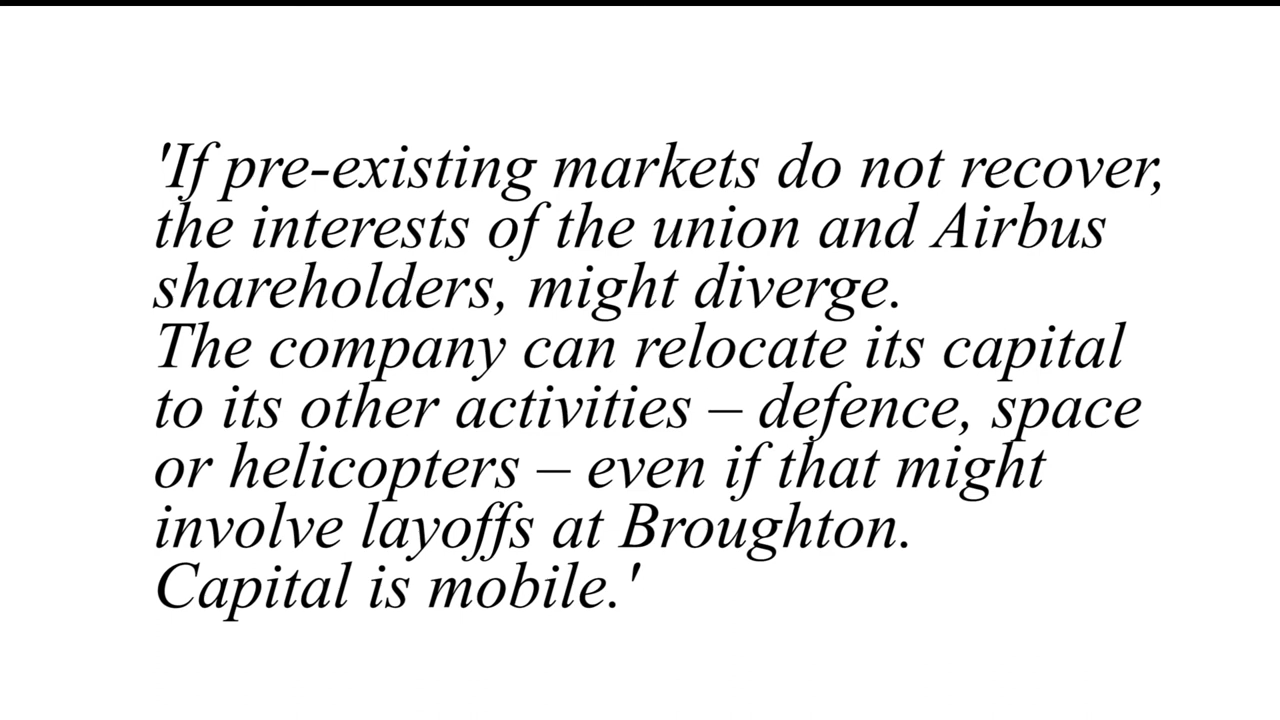 'If pre-existing markets do not recover,
the interests of the union and Airbus
shareholders, might diverge.
The company can relocate its capital
to its other activities – defence, space
or helicopters – even if that might
involve layoffs at Broughton.
Capital is mobile.'